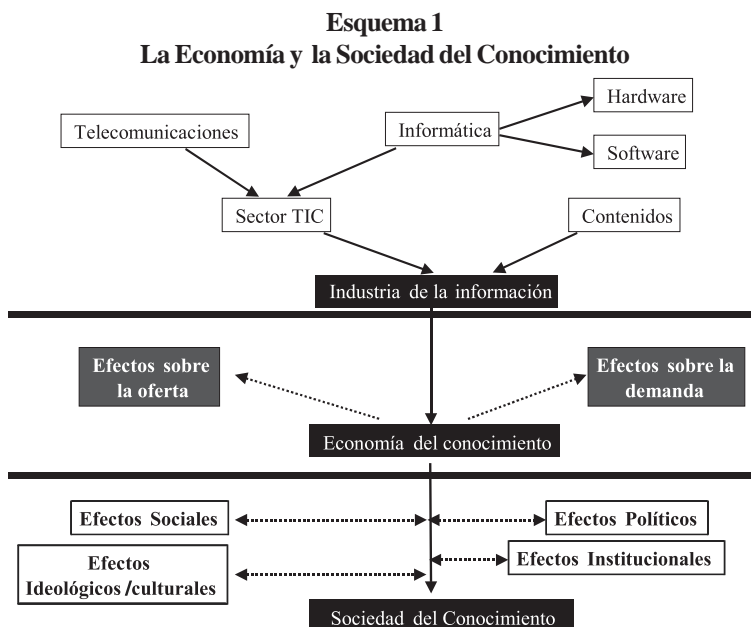 Esquema 1
La Economía y la Sociedad del Conocimiento
Hardware
Telecomunicaciones
Informática
Software
Sector TIC
Contenidos
Industria de la información
Efectos sobre
la oferta
Efectos sobre la
demanda
Economía del conocimiento
Efectos Sociales
Efectos Políticos
Efectos
Ideológicos /culturales
Efectos Institucionales
Sociedad del Conocimiento